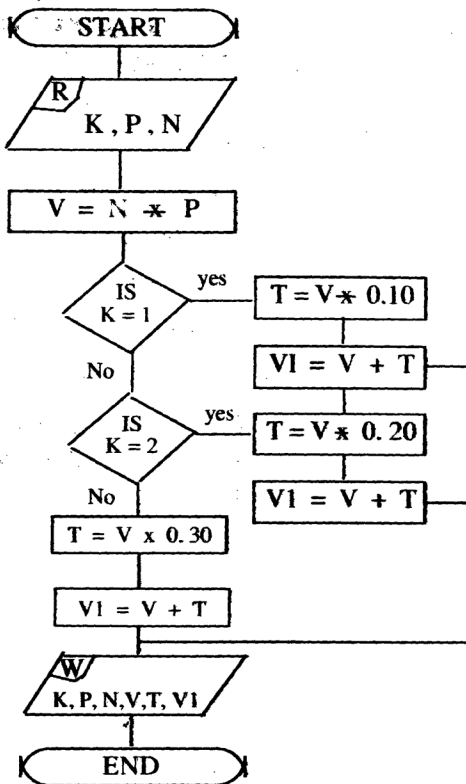 START
R
K , P , N
V = N * P
IS
K = 1
yes
T = V * 0.10
V1 = V + T
No
IS
K = 2
yes
T = V * 0.20
V1 = V + T
No
T = V x 0.30
V1 = V + T
W
K, P, N,V,T, V1
END